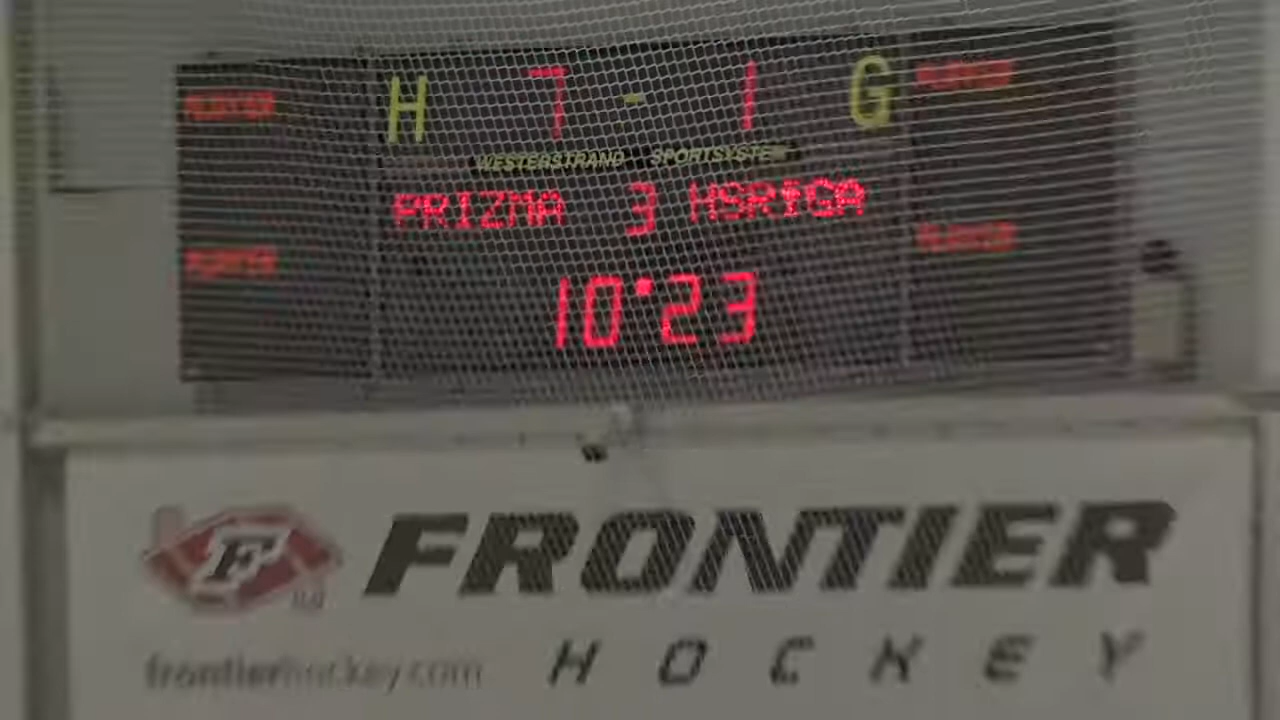 H 7 - 1 G
WESTERSTRAND SPORTSYSTEM
PRIZMA 3 HSRIGA
10:23
F FRONTIER
frontierhockey.com HOCKEY